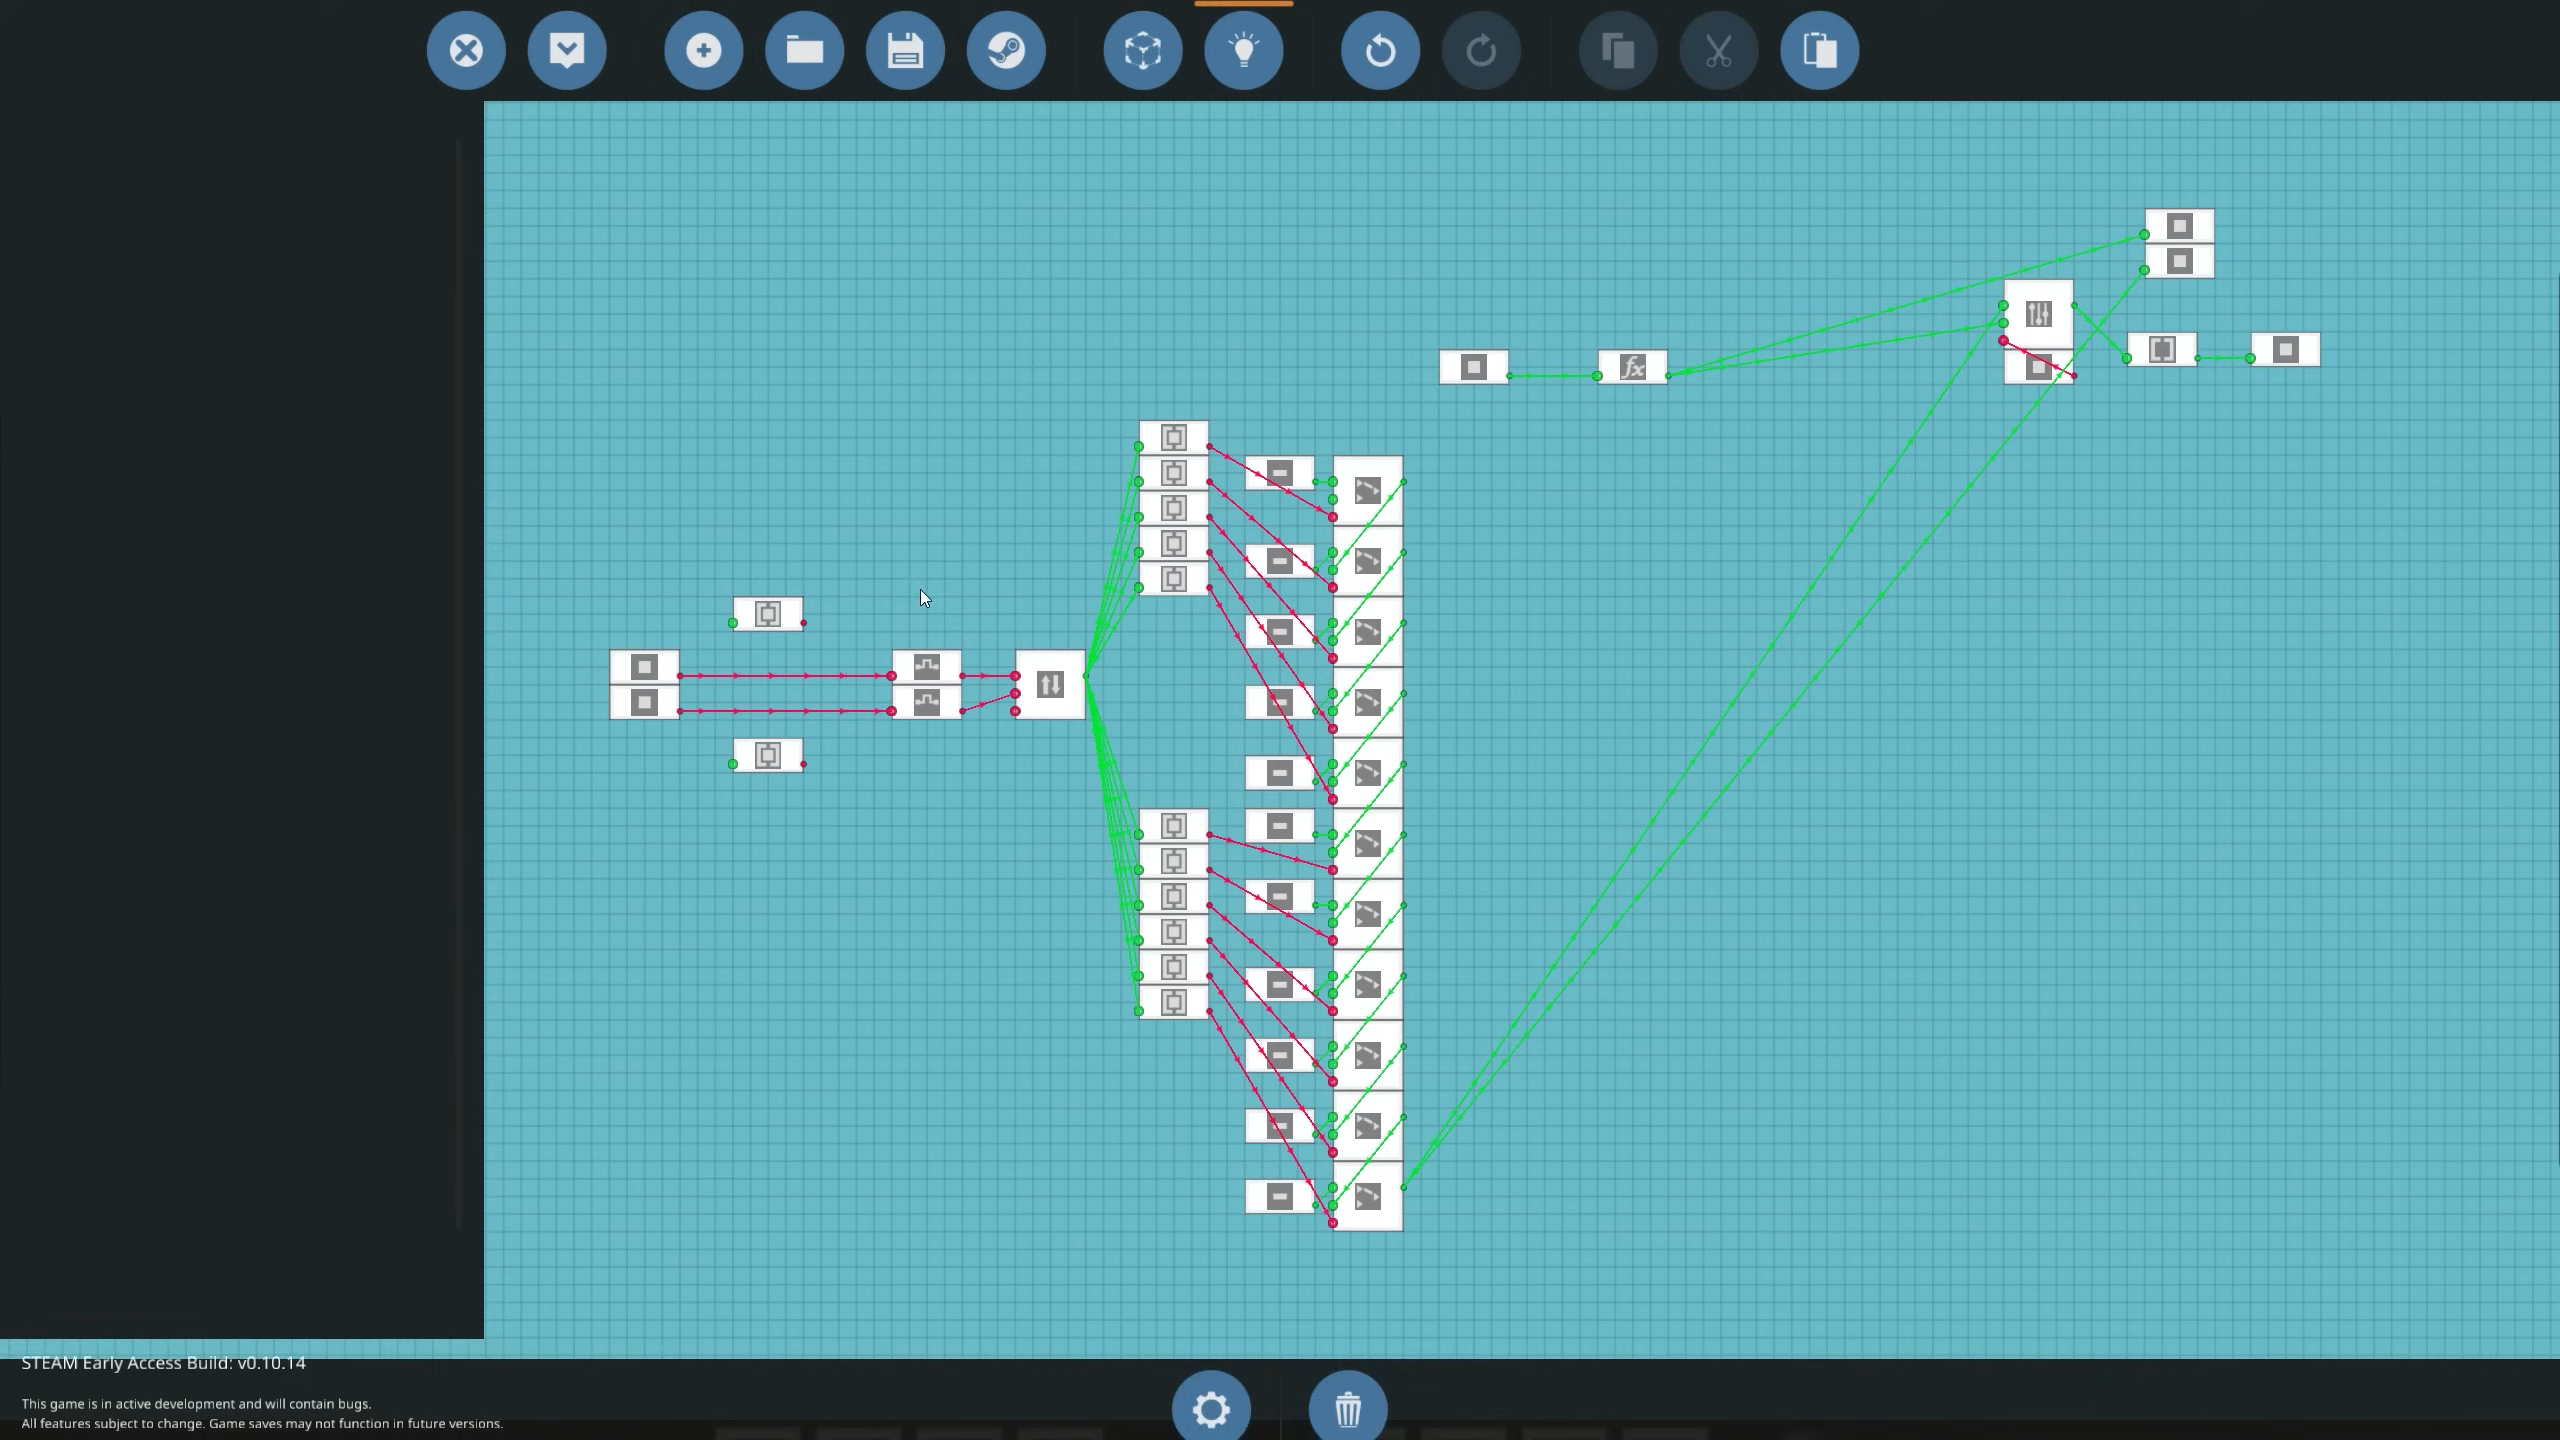 fx
STEAM Early Access Build: v0.10.14
This game is in active development and will contain bugs.
All features subject to change. Game saves may not function in future versions.